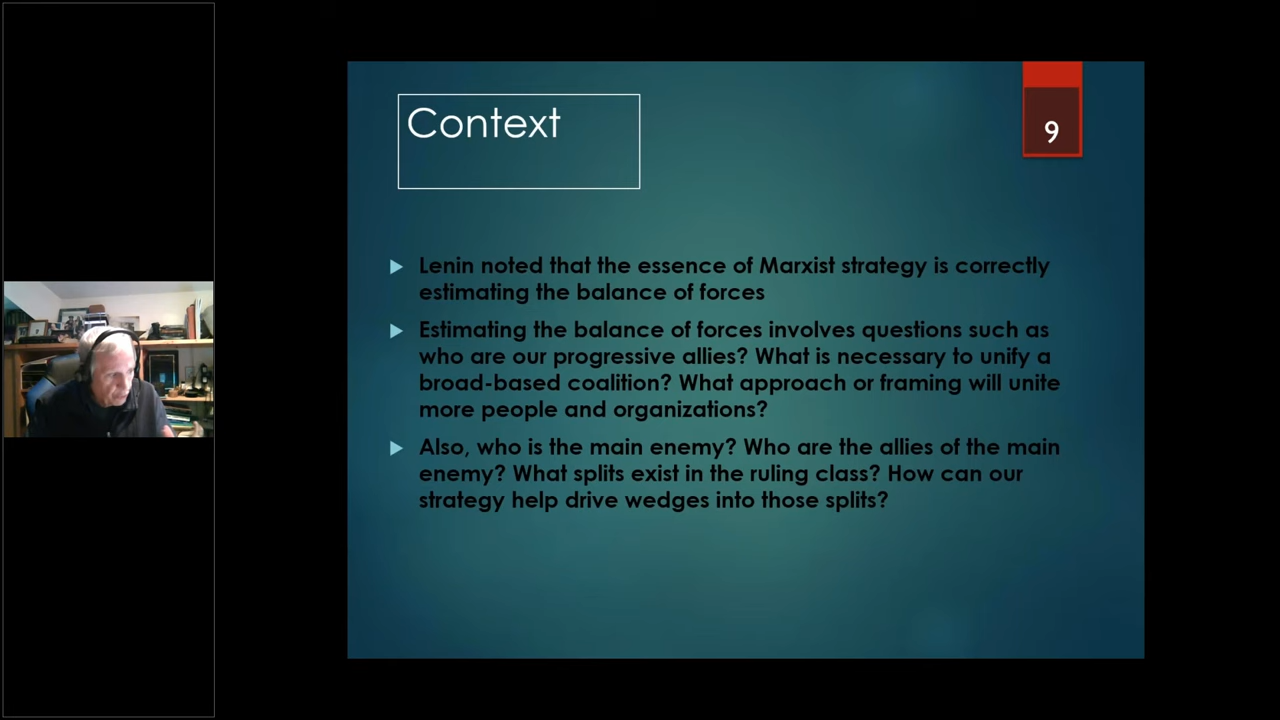 Context
9
Lenin noted that the essence of Marxist strategy is correctly
estimating the balance of forces
Estimating the balance of forces involves questions such as
who are our progressive allies? What is necessary to unify a
broad-based coalition? What approach or framing will unite
more people and organizations?
Also, who is the main enemy? Who are the allies of the main
enemy? What splits exist in the ruling class? How can our
strategy help drive wedges into those splits?